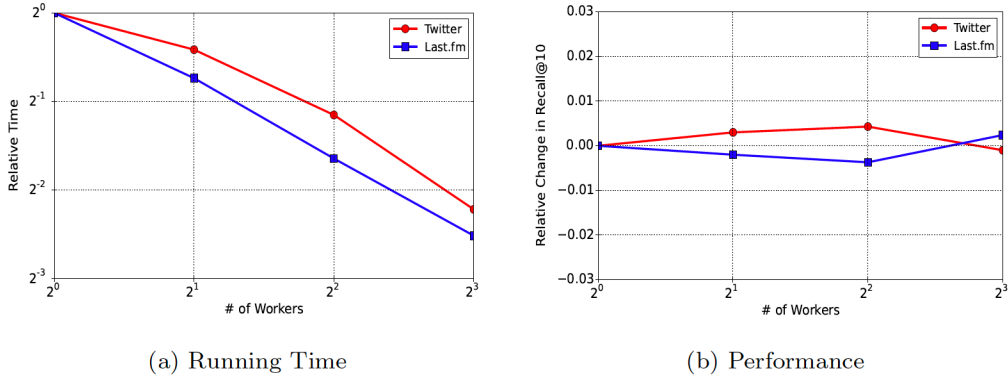 2^0
2^-1
2^-2
2^-3
Relative Time
2^0
2^1
2^2
2^3
# of Workers
Twitter
Last.fm
(a) Running Time
0.03
0.02
0.01
0.00
−0.01
−0.02
−0.03
Relative Change in Recall@10
2^0
2^1
2^2
2^3
# of Workers
Twitter
Last.fm
(b) Performance